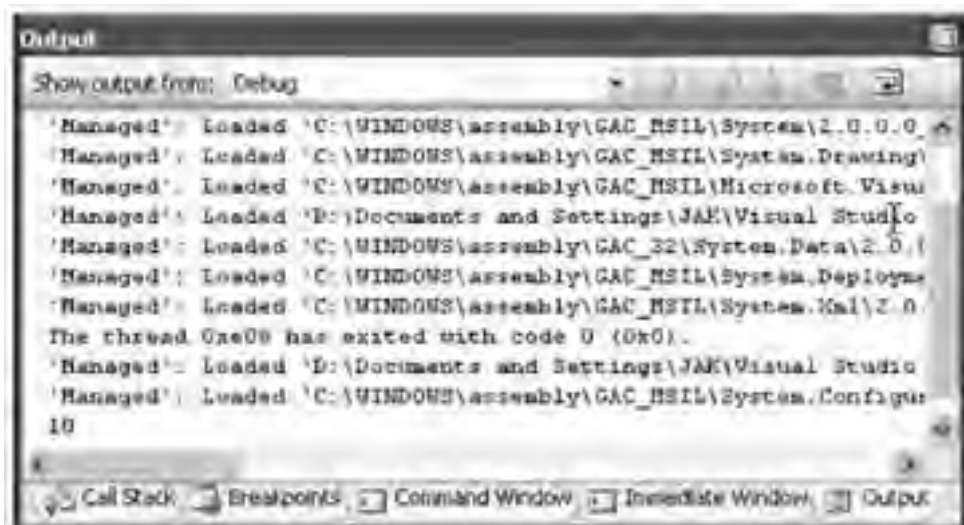 Output
Show output from: Debug
'Managed': Loaded 'C:\WINDOWS\assembly\GAC_MSIL\System\2.0.0.0_
'Managed': Loaded 'C:\WINDOWS\assembly\GAC_MSIL\System.Drawing\
'Managed': Loaded 'C:\WINDOWS\assembly\GAC_MSIL\Microsoft.Visua
'Managed': Loaded 'D:\Documents and Settings\JAK\Visual Studio
'Managed': Loaded 'C:\WINDOWS\assembly\GAC_32\System.Data\2.0.
'Managed': Loaded 'C:\WINDOWS\assembly\GAC_MSIL\System.Deployme
'Managed': Loaded 'C:\WINDOWS\assembly\GAC_MSIL\System.Xml\2.0
The thread has exited with code 0 (0x0).
'Managed': Loaded 'D:\Documents and Settings\JAK\Visual Studio
'Managed': Loaded 'C:\WINDOWS\assembly\GAC_MSIL\System.Configur
10
Call Stack Breakpoints Command Window Immediate Window Output